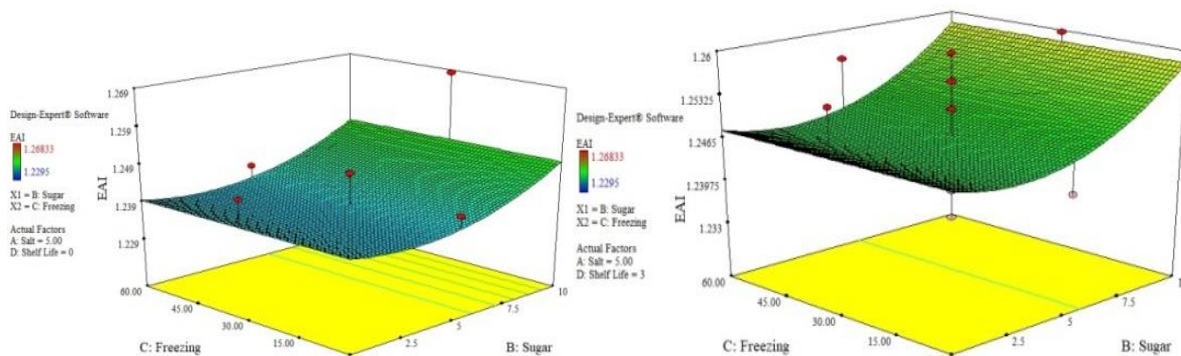 Design-Expert® Software
EAI
1.26833
1.2295
X1 = B: Sugar
X2 = C: Freezing
Actual Factors
A: Salt = 5.00
D: Shelf Life = 0
1.269
1.259
1.249
1.239
1.229
EAI
60.00
45.00
30.00
15.00
C: Freezing
2.5
5
7.5
10
B: Sugar
Design-Expert® Software
EAI
1.26833
1.2295
X1 = B: Sugar
X2 = C: Freezing
Actual Factors
A: Salt = 5.00
D: Shelf Life = 3
1.26
1.25325
1.2465
1.23975
1.233
EAI
60.00
45.00
30.00
15.00
C: Freezing
2.5
5
7.5
B: Sugar